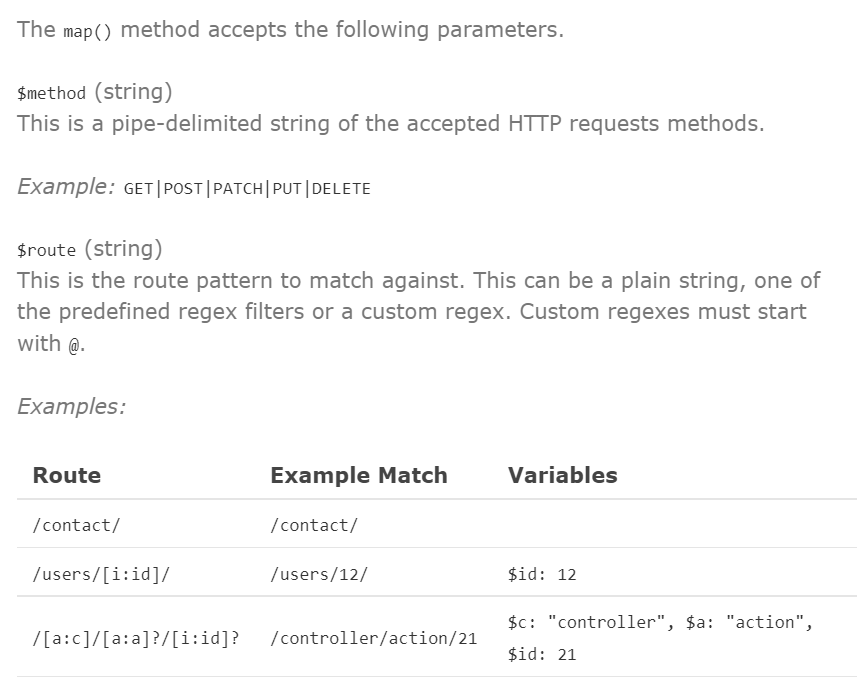 The map() method accepts the following parameters.
$method (string)
This is a pipe-delimited string of the accepted HTTP requests methods.
Example: GET|POST|PATCH|PUT|DELETE
$route (string)
This is the route pattern to match against. This can be a plain string, one of
the predefined regex filters or a custom regex. Custom regexes must start
with @.
Examples:
Route Example Match Variables
/contact/ /contact/
/users/[i:id]/ /users/12/ $id: 12
/[a:c]/[a:a]?/[i:id]? /controller/action/21 $c: "controller", $a: "action",
$id: 21